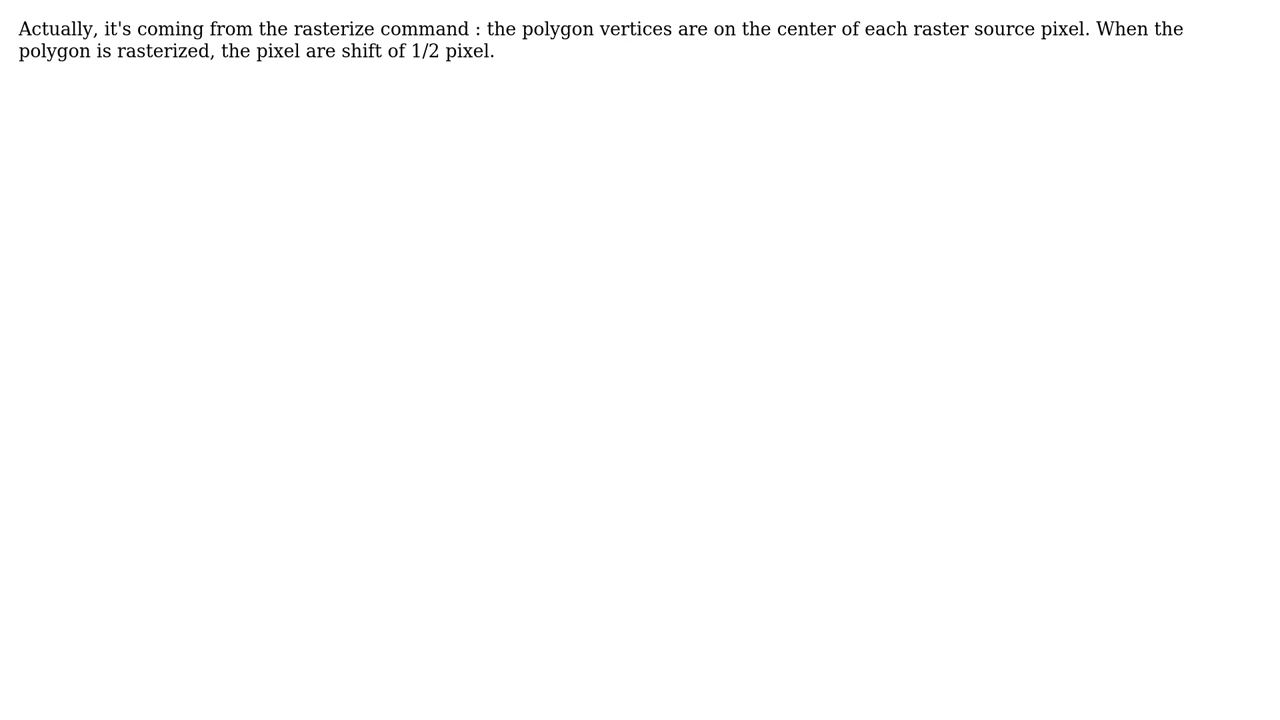 Actually, it's coming from the rasterize command : the polygon vertices are on the center of each raster source pixel. When the
polygon is rasterized, the pixel are shift of 1/2 pixel.